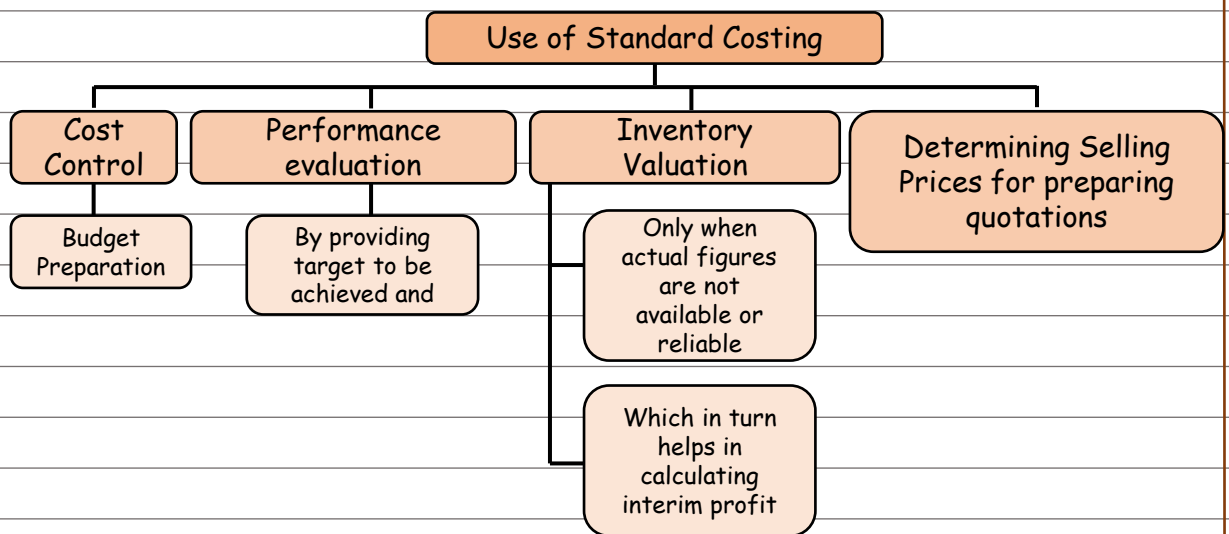 Use of Standard Costing
Cost
Control
Budget
Preparation
Performance
evaluation
By providing
target to be
achieved and
Inventory
Valuation
Only when
actual figures
are not
available or
reliable
Which in turn
helps in
calculating
interim profit
Determining Selling
Prices for preparing
quotations